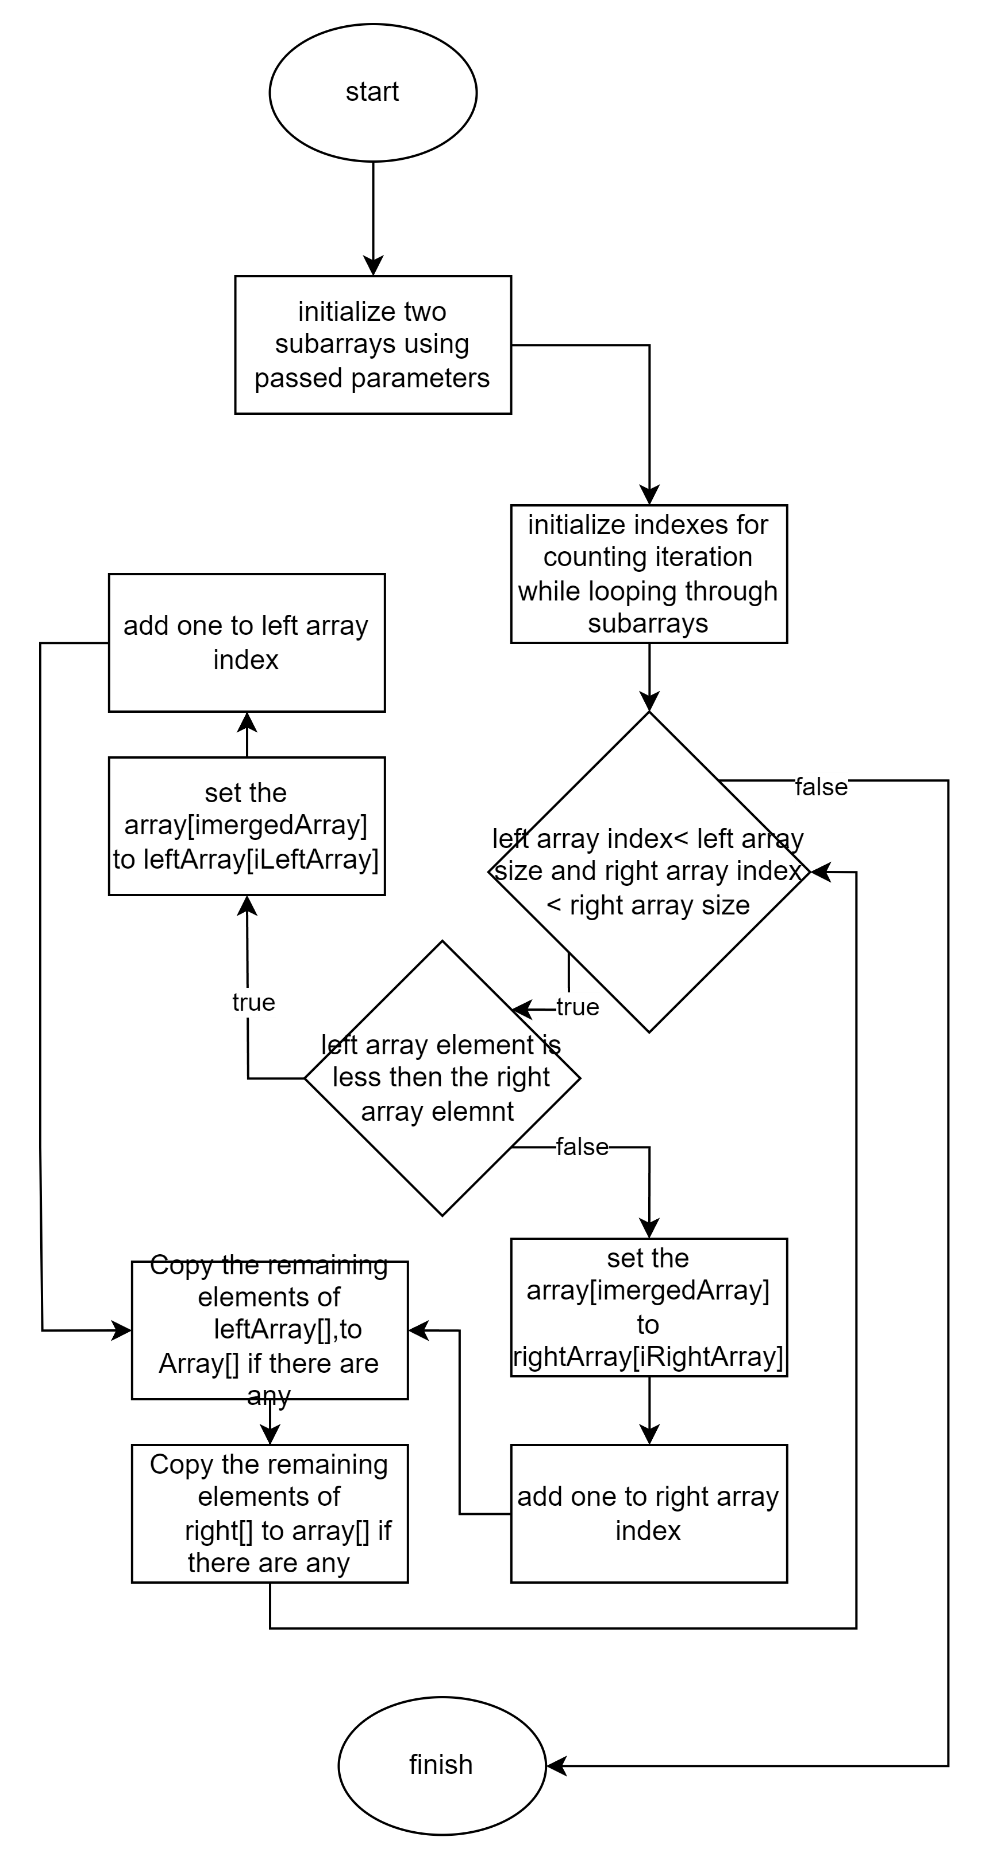 start
initialize two
subarrays using
passed parameters
initialize indexes for
counting iteration
while looping through
subarrays
add one to left array
index
set the
array[imergedArray]
to leftArray[iLeftArray]
false
left array index< left array
size and right array index
< right array size
true
true
left array element is
less then the right
array elemnt
false
set the
array[imergedArray]
to
rightArray[iRightArray]
Copy the remaining
elements of
leftArray[],to
Array[] if there are
any
Copy the remaining
elements of
right[] to array[] if
there are any
add one to right array
index
finish